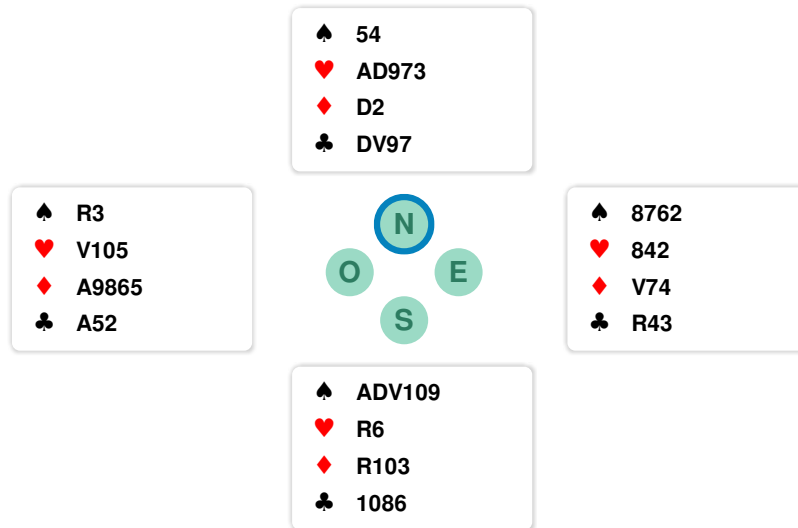 ♠ 54
♥ AD973
♦ D2
♣ DV97
♠ R3
♥ V105
♦ A9865
♣ A52
N
O E
S
♠ 8762
♥ 842
♦ V74
♣ R43
♠ ADV109
♥ R6
♦ R103
♣ 1086